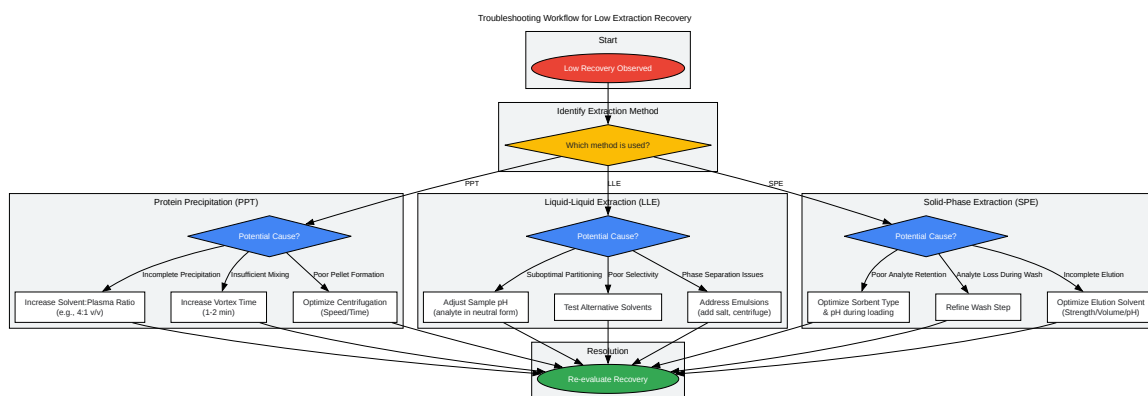 Troubleshooting Workflow for Low Extraction Recovery
Start
Low Recovery Observed
Identify Extraction Method
Which method is used?
PPT
LLE
SPE
Protein Precipitation (PPT)
Potential Cause?
Incomplete Precipitation
Insufficient Mixing
Poor Pellet Formation
Increase Solvent:Plasma Ratio
(e.g., 4:1 v/v)
Increase Vortex Time
(1-2 min)
Optimize Centrifugation
(Speed/Time)
Liquid-Liquid Extraction (LLE)
Potential Cause?
Suboptimal Partitioning
Poor Selectivity
Phase Separation Issues
Adjust Sample pH
(analyte in neutral form)
Test Alternative Solvents
Address Emulsions
(add salt, centrifuge)
Solid-Phase Extraction (SPE)
Potential Cause?
Poor Analyte Retention
Analyte Loss During Wash
Incomplete Elution
Optimize Sorbent Type
& pH during loading
Refine Wash Step
Optimize Elution Solvent
(Strength/Volume/pH)
Resolution
Re-evaluate Recovery